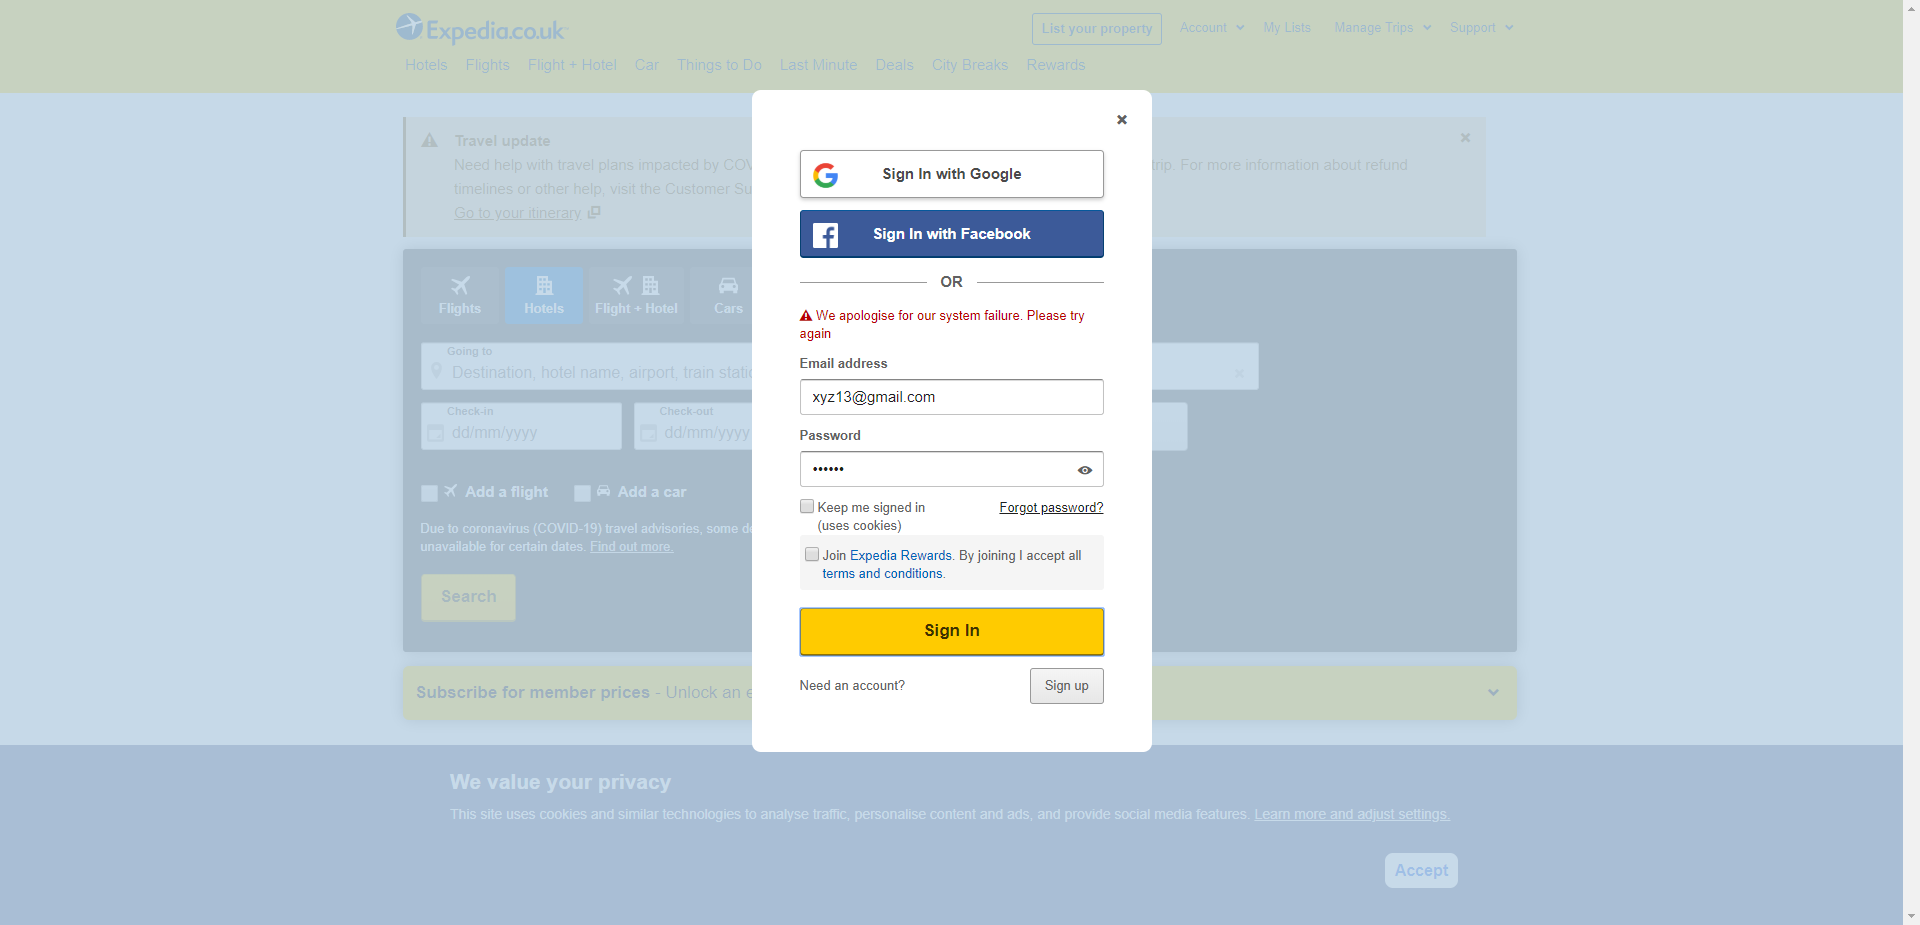 Expedia.co.uk
List your property
Account
My Lists
Manage Trips
Support
Hotels
Flights
Flight + Hotel
Car
Things to Do
Last Minute
Deals
City Breaks
Rewards
Travel update
Need help with travel plans impacted by COV
trip. For more information about refund
timelines or other help, visit the Customer Su
Go to your itinerary
Flights
Hotels
Flight + Hotel
Cars
Going to
Destination, hotel name, airport, train static
Check-in
dd/mm/yyyy
Check-out
dd/mm/yyyy
Add a flight
Add a car
Due to coronavirus (COVID-19) travel advisories, some de
unavailable for certain dates. Find out more.
Search
Subscribe for member prices - Unlock an e
Sign In with Google
Sign In with Facebook
OR
We apologise for our system failure. Please try
again
Email address
xyz13@gmail.com
Password
••••••
Keep me signed in
(uses cookies)
Forgot password?
Join Expedia Rewards. By joining I accept all
terms and conditions.
Sign In
Need an account?
Sign up
We value your privacy
This site uses cookies and similar technologies to analyse traffic, personalise content and ads, and provide social media features. Learn more and adjust settings.
Accept